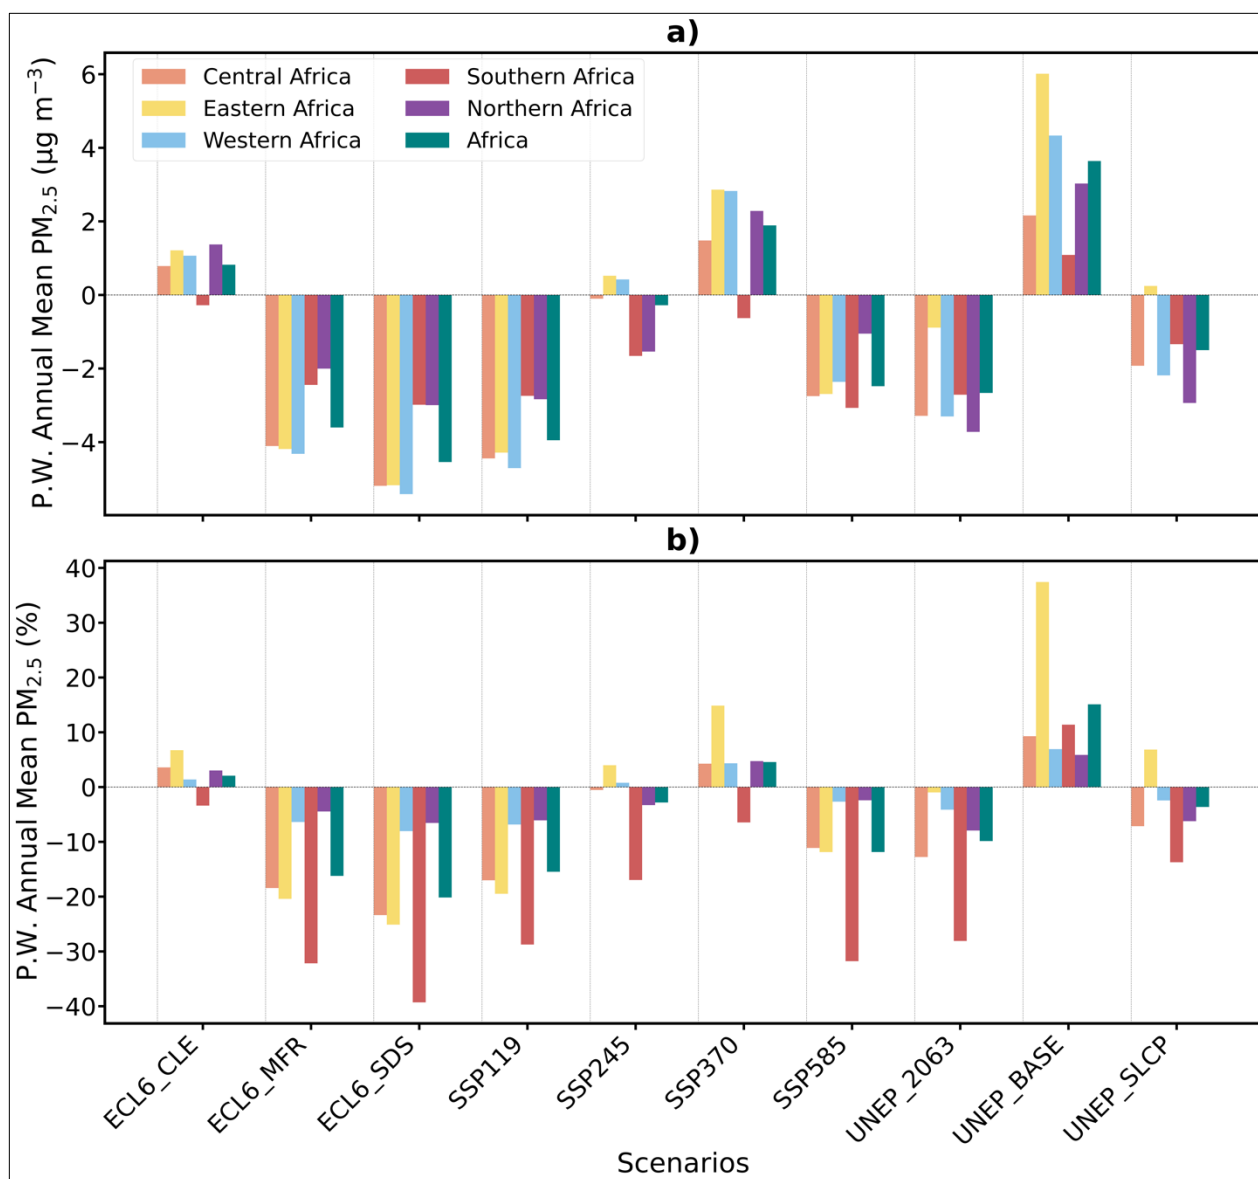 a)
P.W. Annual Mean PM₂.₅ (µg m⁻³)
6
4
2
0
−2
−4
Central Africa
Eastern Africa
Western Africa
Southern Africa
Northern Africa
Africa
b)
P.W. Annual Mean PM₂.₅ (%)
40
30
20
10
0
−10
−20
−30
−40
ECL6_CLE
ECL6_MFR
ECL6_SDS
SSP119
SSP245
SSP370
SSP585
UNEP_2063
UNEP_BASE
UNEP_SLCP
Scenarios